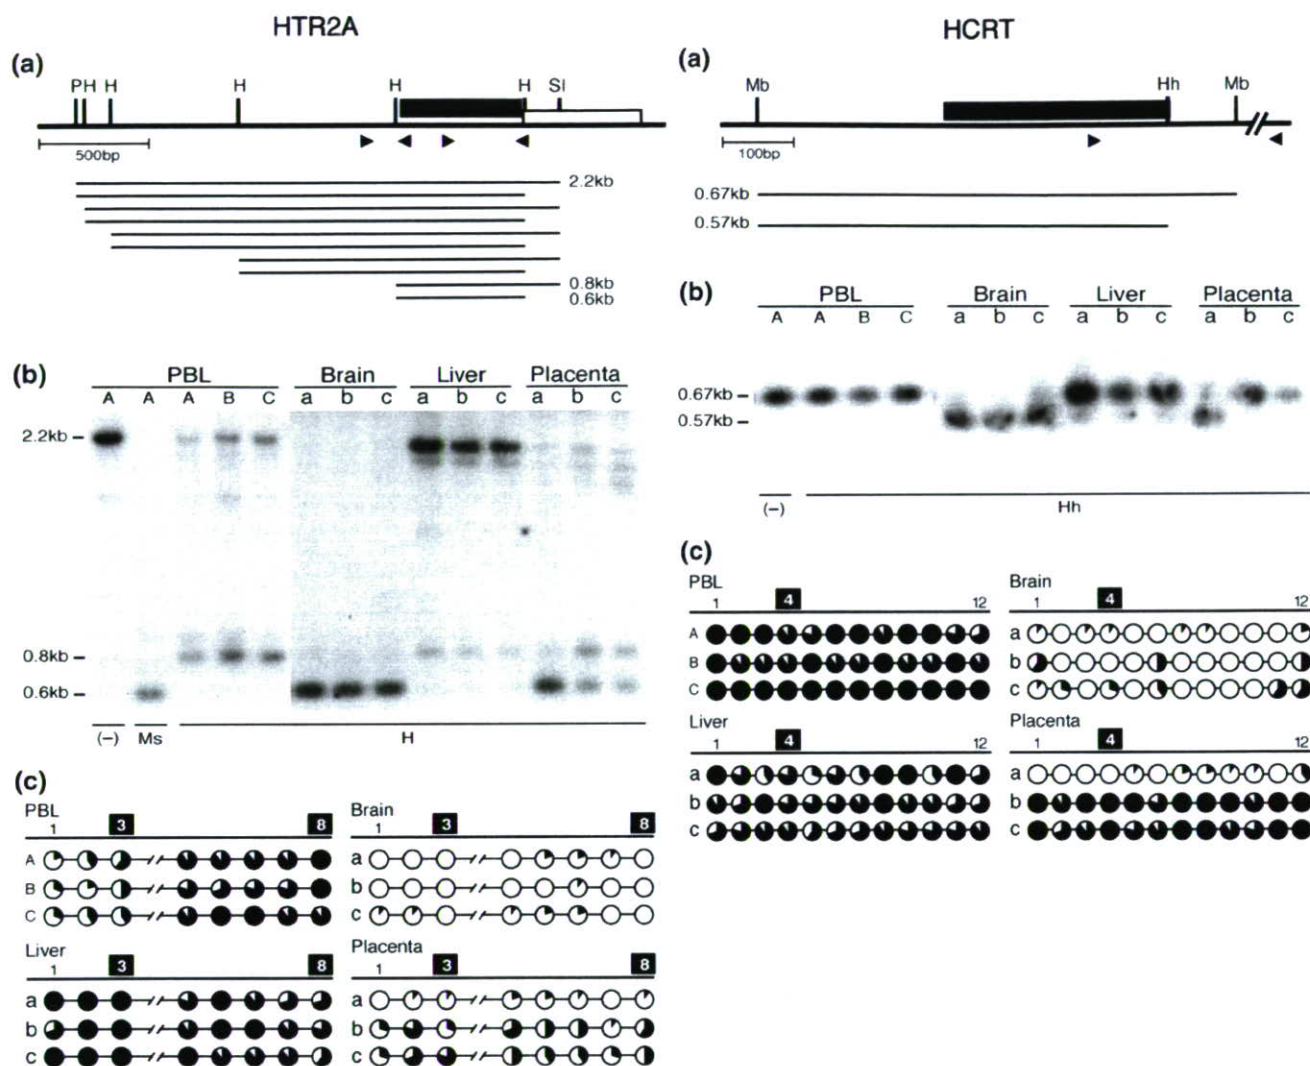 HTR2A
(a)
P H H H H H SI
500bp
2.2kb
0.8kb
0.6kb
(b)
PBL Brain Liver Placenta
A A A B C a b c a b c a b c
2.2kb
0.8kb
0.6kb
(-) Ms H
(c)
PBL
1 3 8
A
B
C
Brain
1 3 8
a
b
c
Liver
1 3 8
a
b
c
Placenta
1 3 8
a
b
c
HCRT
(a)
Mb Hh Mb
100bp
0.67kb
0.57kb
(b)
PBL Brain Liver Placenta
A A B C a b c a b c a b c
0.67kb
0.57kb
(-) Hh
(c)
PBL
1 4 12
A
B
C
Brain
1 4 12
a
b
c
Liver
1 4 12
a
b
c
Placenta
1 4 12
a
b
c